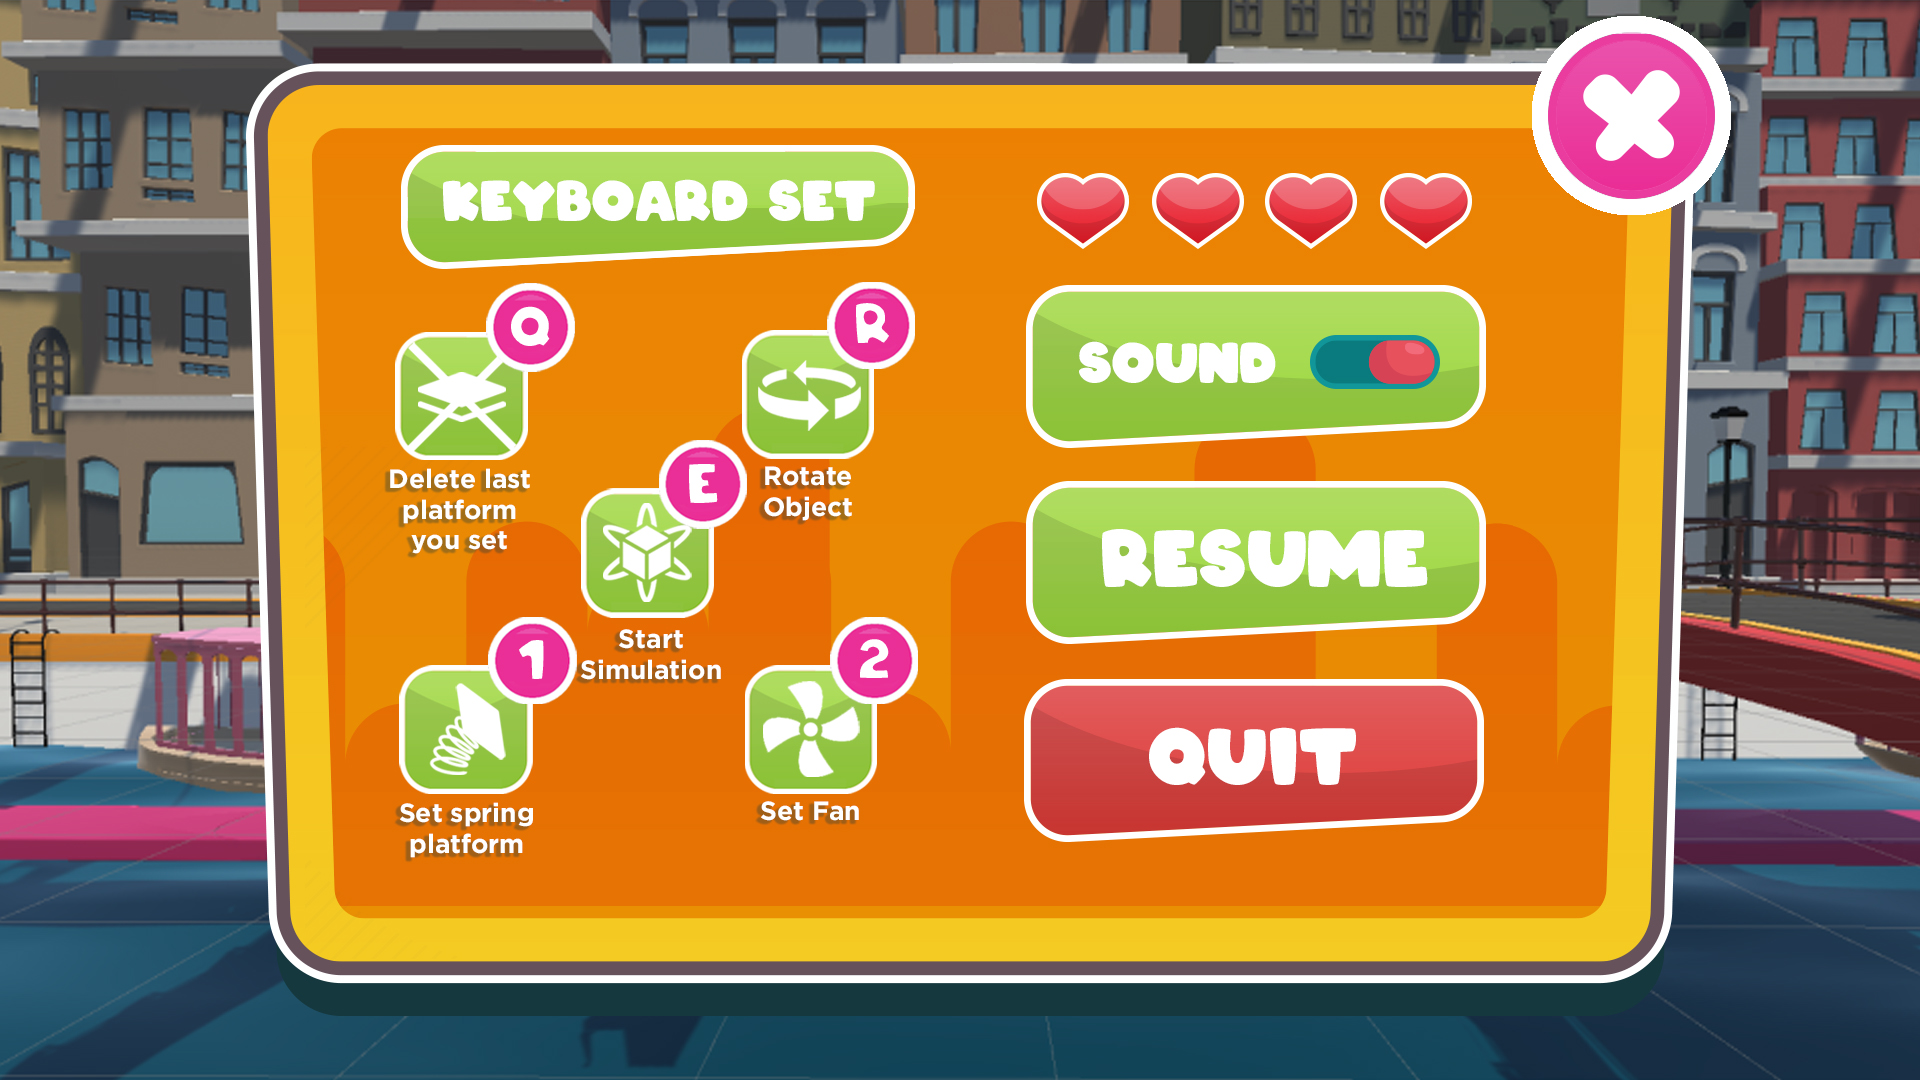 KEYBOARD SET
Q
Delete last
platform
you set
R
Rotate
Object
E
Start
Simulation
1
Set spring
platform
2
Set Fan
SOUND
RESUME
QUIT
X